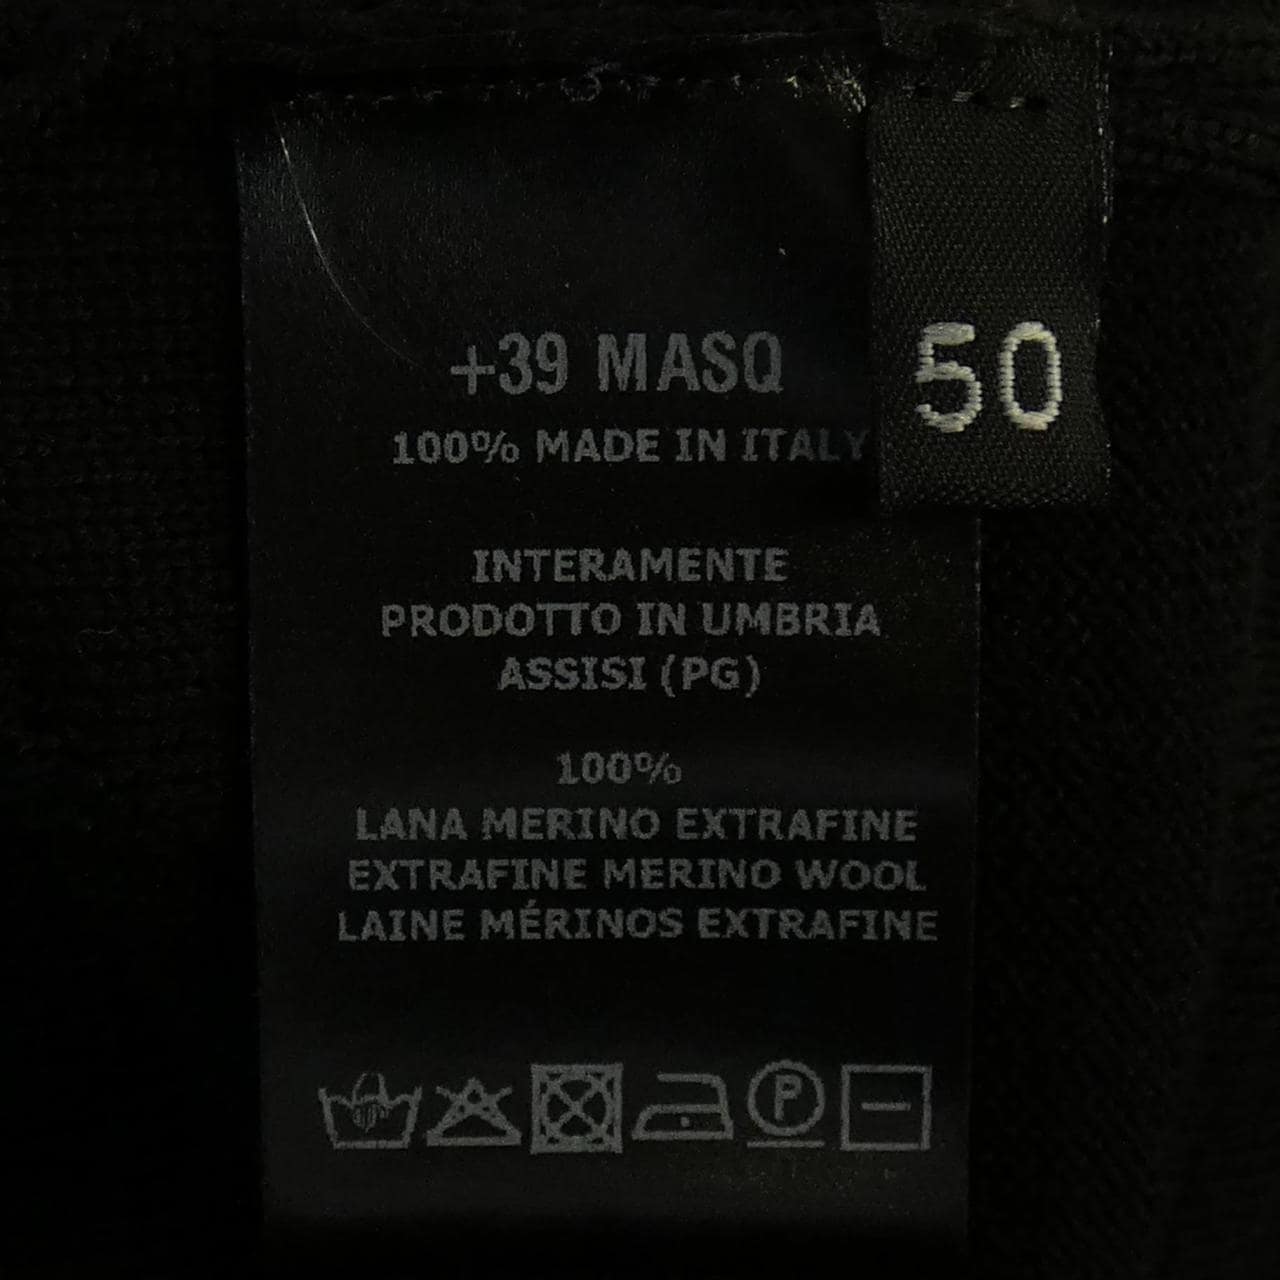 +39 MASQ
100% MADE IN ITALY
50
INTERAMENTE
PRODOTTO IN UMBRIA
ASSISI (PG)
100%
LANA MERINO EXTRAFINE
EXTRAFINE MERINO WOOL
LAINE MÉRINOS EXTRAFINE
P